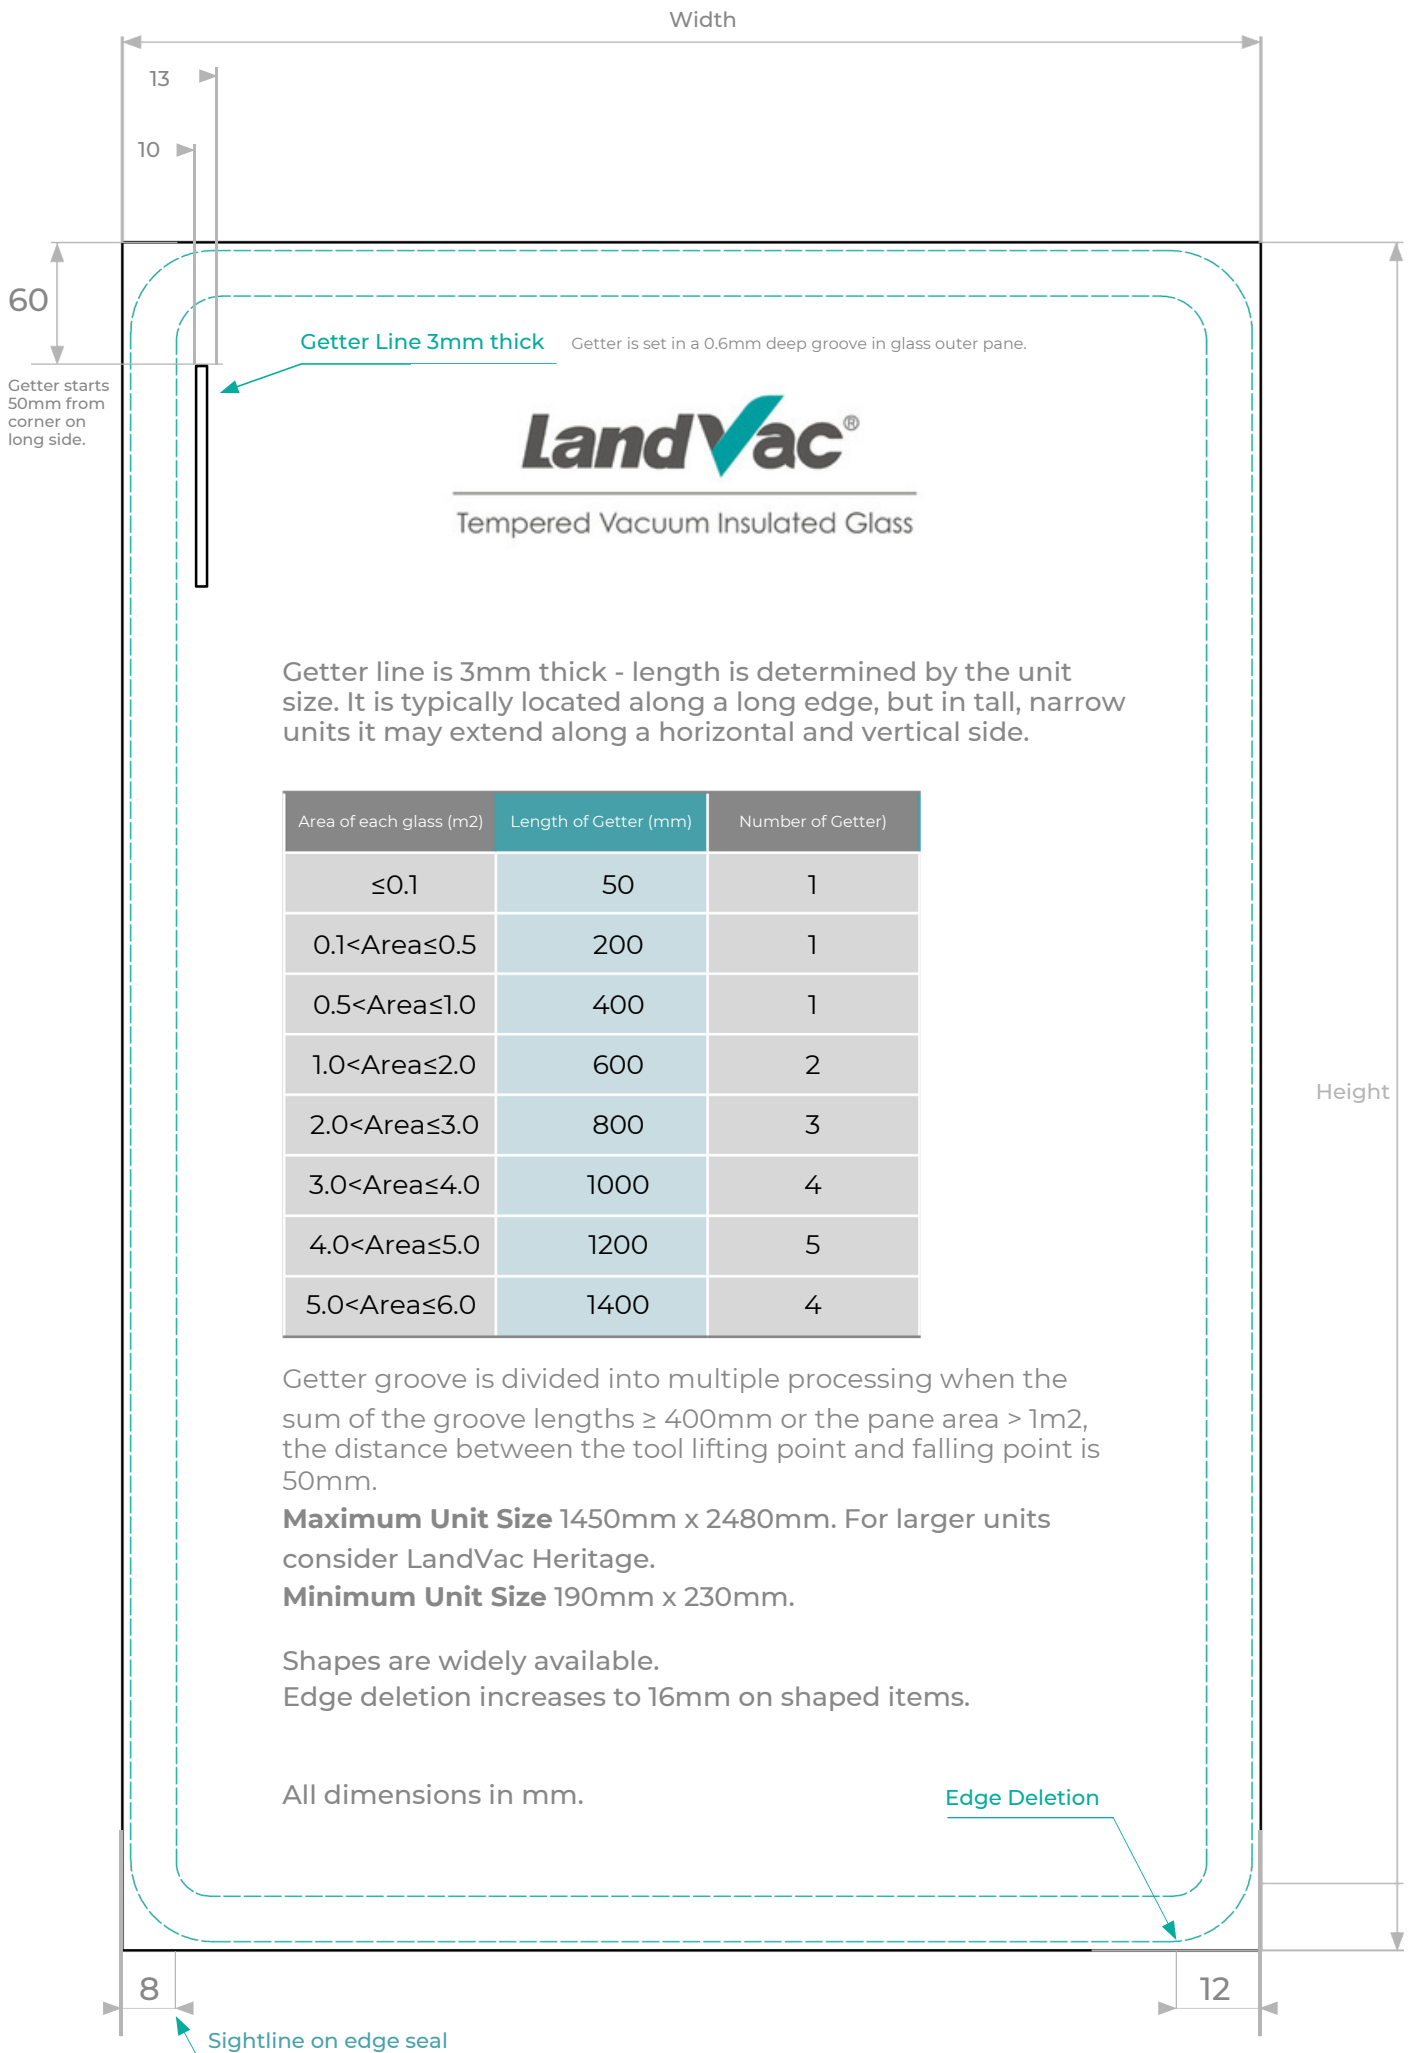 Width
13
10
60
Getter Line 3mm thick
Getter is set in a 0.6mm deep groove in glass outer pane.
Getter starts
50mm from
corner on
long side.
LandVac®
Tempered Vacuum Insulated Glass
Getter line is 3mm thick - length is determined by the unit
size. It is typically located along a long edge, but in tall, narrow
units it may extend along a horizontal and vertical side.
Area of each glass (m2) Length of Getter (mm) Number of Getter)
≤0.1 50 1
0.1<Area≤0.5 200 1
0.5<Area≤1.0 400 1
1.0<Area≤2.0 600 2
2.0<Area≤3.0 800 3
3.0<Area≤4.0 1000 4
4.0<Area≤5.0 1200 5
5.0<Area≤6.0 1400 4
Height
Getter groove is divided into multiple processing when the
sum of the groove lengths ≥ 400mm or the pane area > 1m2,
the distance between the tool lifting point and falling point is
50mm.
Maximum Unit Size 1450mm x 2480mm. For larger units
consider LandVac Heritage.
Minimum Unit Size 190mm x 230mm.
Shapes are widely available.
Edge deletion increases to 16mm on shaped items.
All dimensions in mm.
Edge Deletion
8
12
Sightline on edge seal